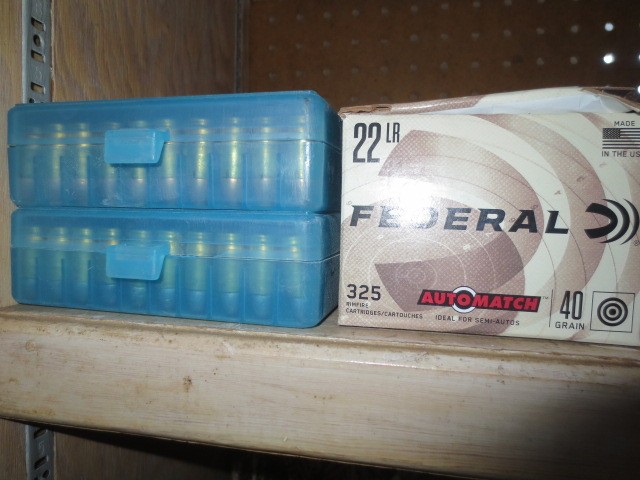 22 LR
MADE
IN THE US
FEDERAL
325
RIMFIRE
CARTRIDGES/CARTOUCHES
AUTOMATCH
IDEAL FOR SEMI-AUTOS
40
GRAIN